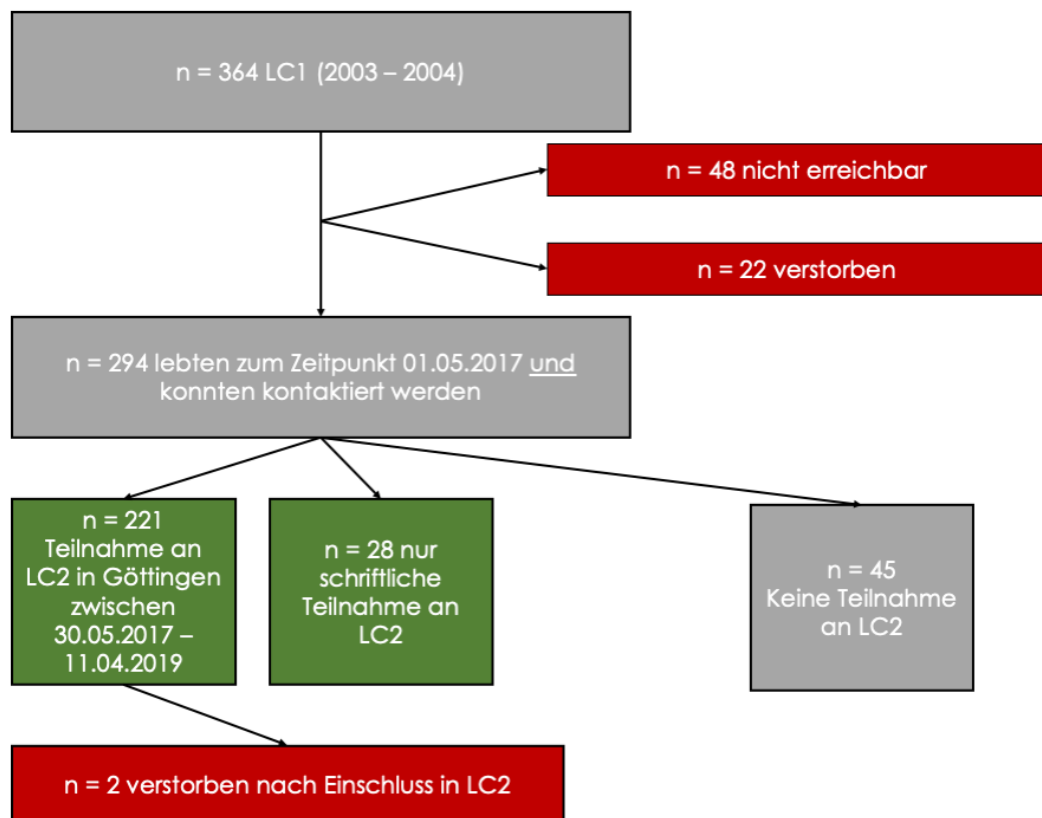 n = 364 LC1 (2003 – 2004)
n = 48 nicht erreichbar
n = 22 verstorben
n = 294 lebten zum Zeitpunkt 01.05.2017 und
konnten kontaktiert werden
n = 221
Teilnahme an
LC2 in Göttingen
zwischen
30.05.2017 –
11.04.2019
n = 28 nur
schriftliche
Teilnahme an
LC2
n = 45
Keine Teilnahme
an LC2
n = 2 verstorben nach Einschluss in LC2